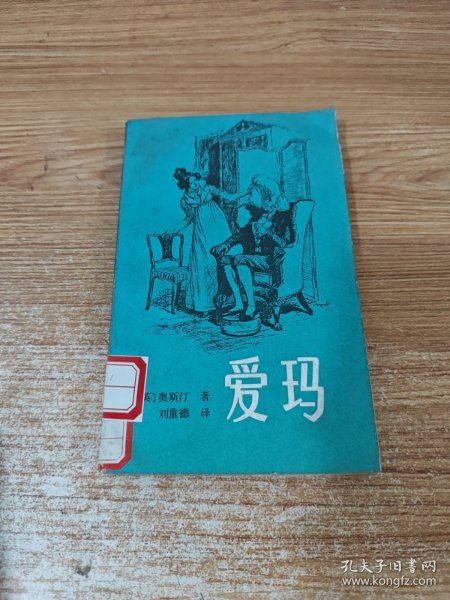 英]奥斯汀 著
刘重德 译
爱玛
孔夫子旧书网
www.kongfz.com